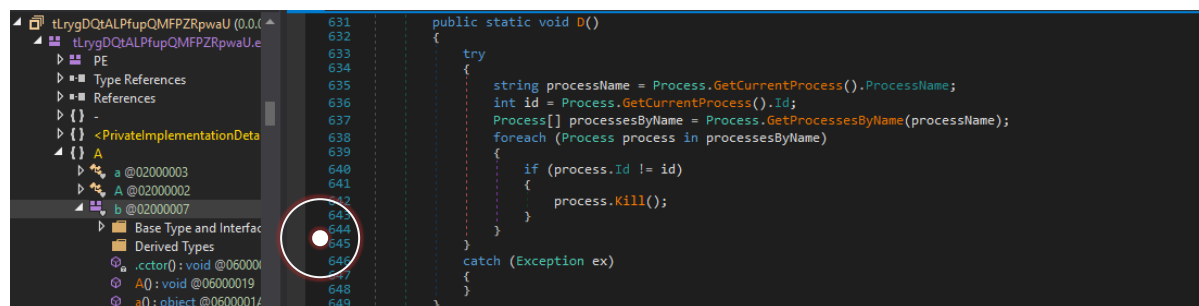 tLrygDQtALPfupQMFPZRpwaU (0.0.(
tLrygDQtALPfupQMFPZRpwaU.e
PE
Type References
References
{ } -
{ } <PrivateImplementationDeta
{ } A
a @02000003
A @02000002
b @02000007
Base Type and Interfac
Derived Types
.cctor() : void @06000
A() : void @06000019
a() : object @0600001A
631 public static void D()
632 {
633 try
634 {
635 string processName = Process.GetCurrentProcess().ProcessName;
636 int id = Process.GetCurrentProcess().Id;
637 Process[] processesByName = Process.GetProcessesByName(processName);
638 foreach (Process process in processesByName)
639 {
640 if (process.Id != id)
641 {
642 process.Kill();
643 }
644 }
645 }
646 catch (Exception ex)
647 {
648 }
649 }